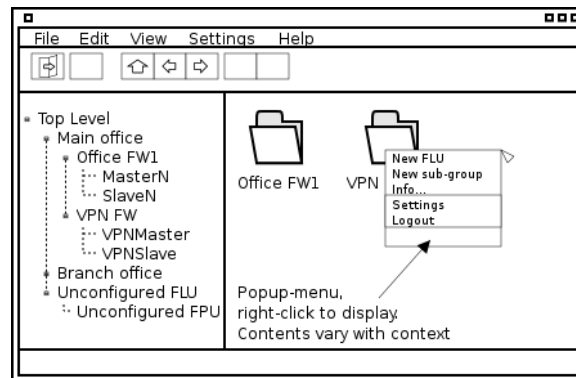 File Edit View Settings Help
Top Level
Main office
Office FW1
MasterN
SlaveN
VPN FW
VPNMaster
VPNSlave
Branch office
Unconfigured FLU
Unconfigured FPU
Office FW1
VPN
New FLU
New sub-group
Info...
Settings
Logout
Popup-menu,
right-click to display.
Contents vary with context